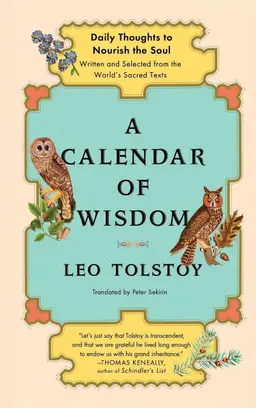 Daily Thoughts to
Nourish the Soul
Written and Selected from the
World's Sacred Texts
A
CALENDAR
OF
WISDOM
LEO TOLSTOY
Translated by Peter Sekirin
"Let's just say that Tolstoy is transcendent,
and that we are grateful he lived long enough
to endow us with his grand inheritance."
—THOMAS KENEALLY,
author of Schindler's List